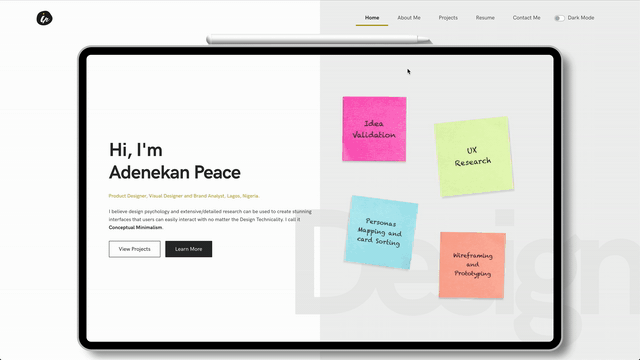 in
Home
About Me
Projects
Resume
Contact Me
Dark Mode
Hi, I'm
Adenekan Peace
Product Designer, Visual Designer and Brand Analyst, Lagos, Nigeria.
I believe design psychology and extensive/detailed research can be used to create stunning
interfaces that users can easily interact with no matter the Design Technicality. I call it
Conceptual Minimalism.
View Projects
Learn More
Idea
Validation
UX
Research
Personas
Mapping and
card Sorting
Wireframing
and
Prototyping
Design